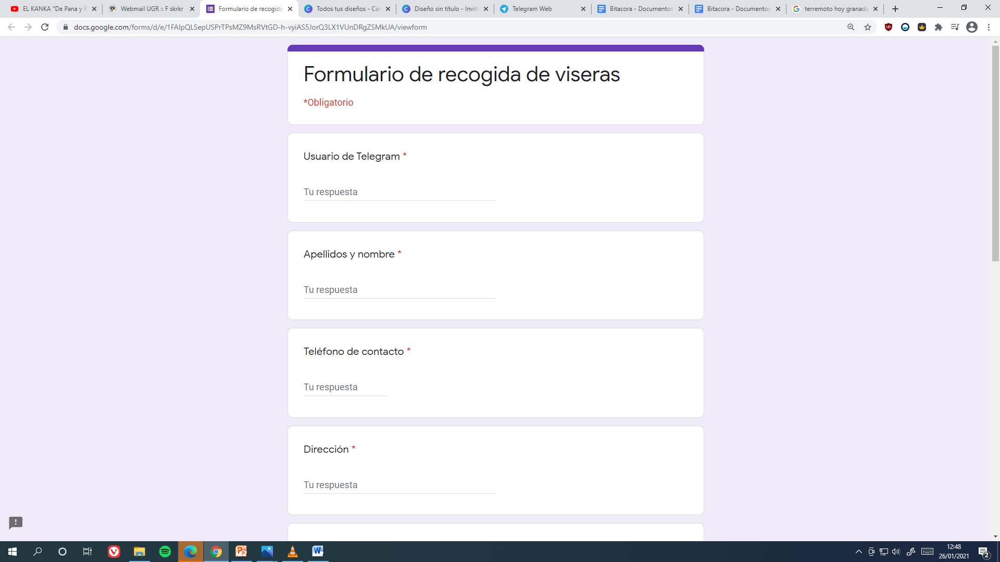 EL KANKA "De Pana y R
Webmail UGR :: F skrkr
Formulario de recogida
Todos tus diseños - Can
Diseño sin título - Invita
Telegram Web
Bitacora - Documentos
Bitacora - Documentos
terremoto hoy granada
docs.google.com/forms/d/e/1FAIpQLSepUSPrTPsMZ9MsRVtGD-h-vyiAS5JorQ3LX1VUnDRgZSMkUA/viewform
Formulario de recogida de viseras
*Obligatorio
Usuario de Telegram *
Tu respuesta
Apellidos y nombre *
Tu respuesta
Teléfono de contacto *
Tu respuesta
Dirección *
Tu respuesta
12:48
26/01/2021
2